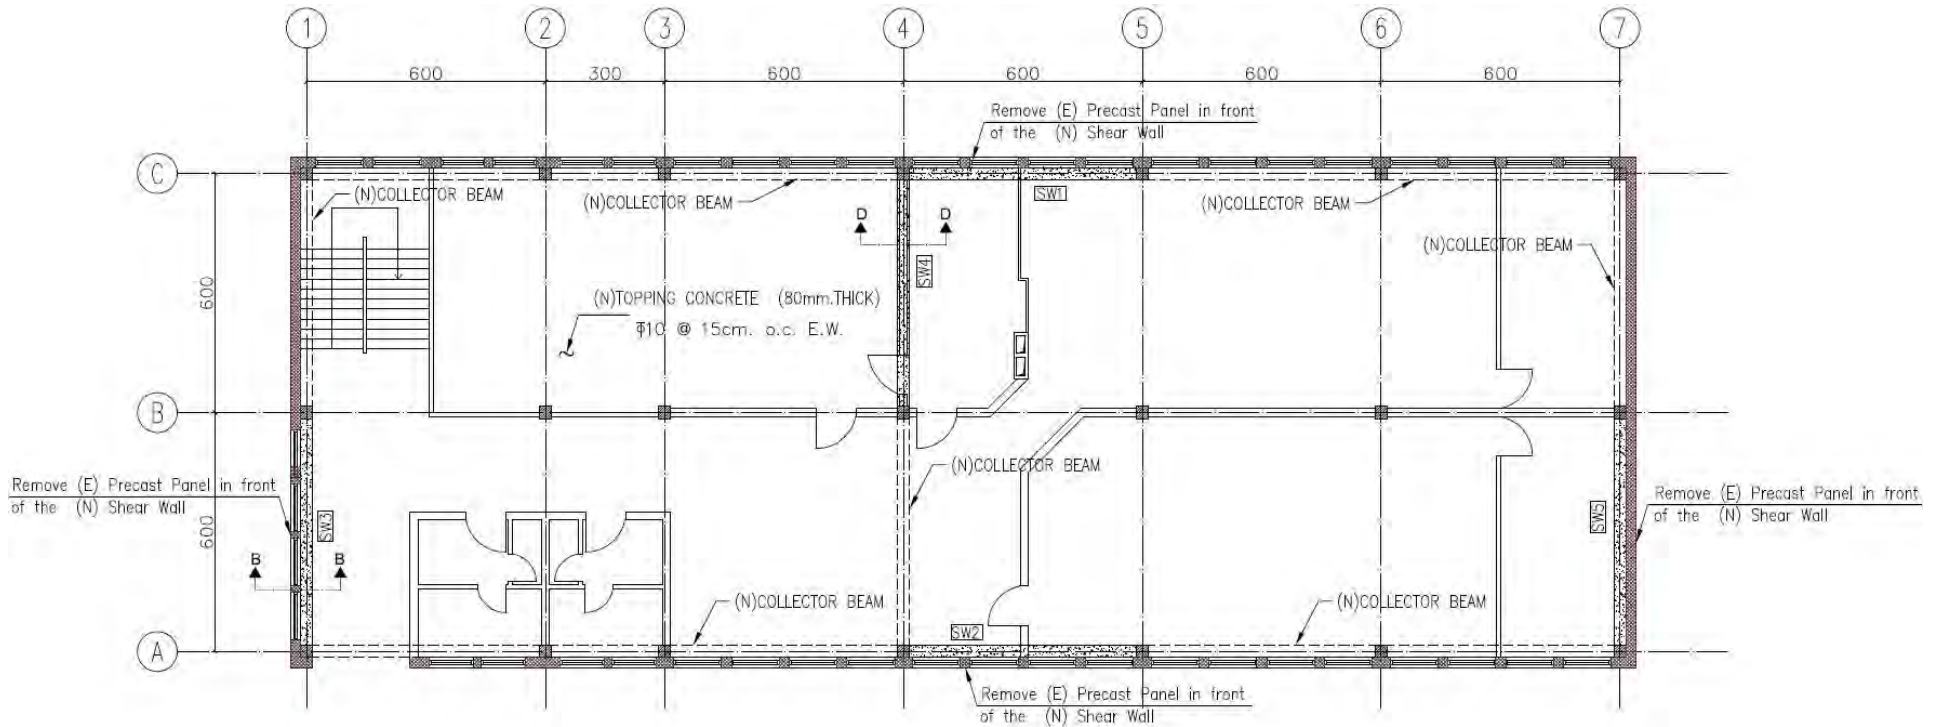 1
2
3
4
5
6
7
600
300
600
600
600
600
Remove (E) Precast Panel in front
of the (N) Shear Wall
C
(N)COLLECTOR BEAM
(N)COLLECTOR BEAM
SW1
(N)COLLECTOR BEAM
D
D
(N)COLLECTOR BEAM
SW4
600
(N)TOPPING CONCRETE (80mm.THICK)
Φ10 @ 15cm. o.c. E.W.
B
(N)COLLECTOR BEAM
Remove (E) Precast Panel in front
of the (N) Shear Wall
Remove (E) Precast Panel in front
of the (N) Shear Wall
600
SW3
SW5
B
B
(N)COLLECTOR BEAM
(N)COLLECTOR BEAM
SW2
A
Remove (E) Precast Panel in front
of the (N) Shear Wall